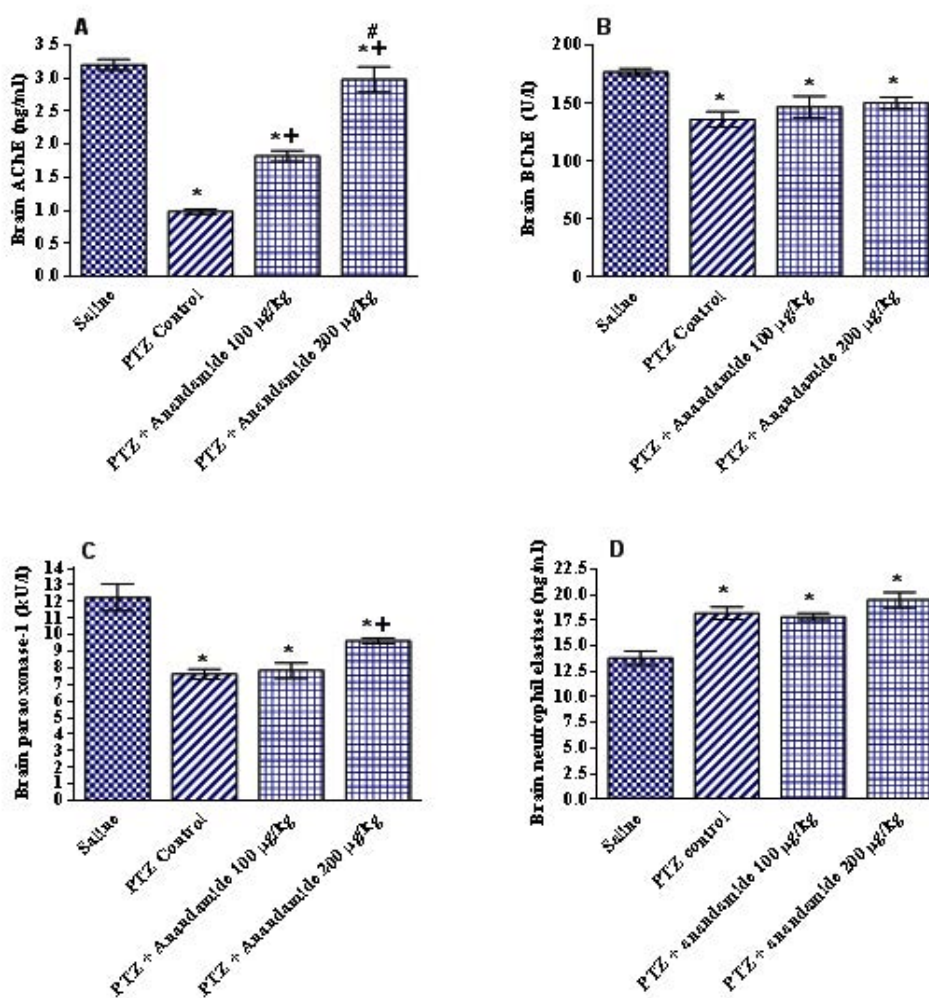 A
Brain AChE (ng/ml)
3.5
3.0
2.5
2.0
1.5
1.0
0.5
0.0
*
*+
#
*+
Saline
PTZ Control
PTZ + Anandamide 100 µg/kg
PTZ + Anandamide 200 µg/kg
B
Brain BChE (U/l)
200
150
100
50
0
*
*
*
Saline
PTZ Control
PTZ + Anandamide 100 µg/kg
PTZ + Anandamide 200 µg/kg
C
Brain paraoxonase-1 (kU/l)
14
13
12
11
10
9
8
7
6
5
4
3
2
1
0
*
*
*+
Saline
PTZ Control
PTZ + Anandamide 100 µg/kg
PTZ + Anandamide 200 µg/kg
D
Brain neutrophil elastase (ng/ml)
22.5
20.0
17.5
15.0
12.5
10.0
7.5
5.0
2.5
0.0
*
*
*
Saline
PTZ control
PTZ + anandamide 100 µg/kg
PTZ + anandamide 200 µg/kg